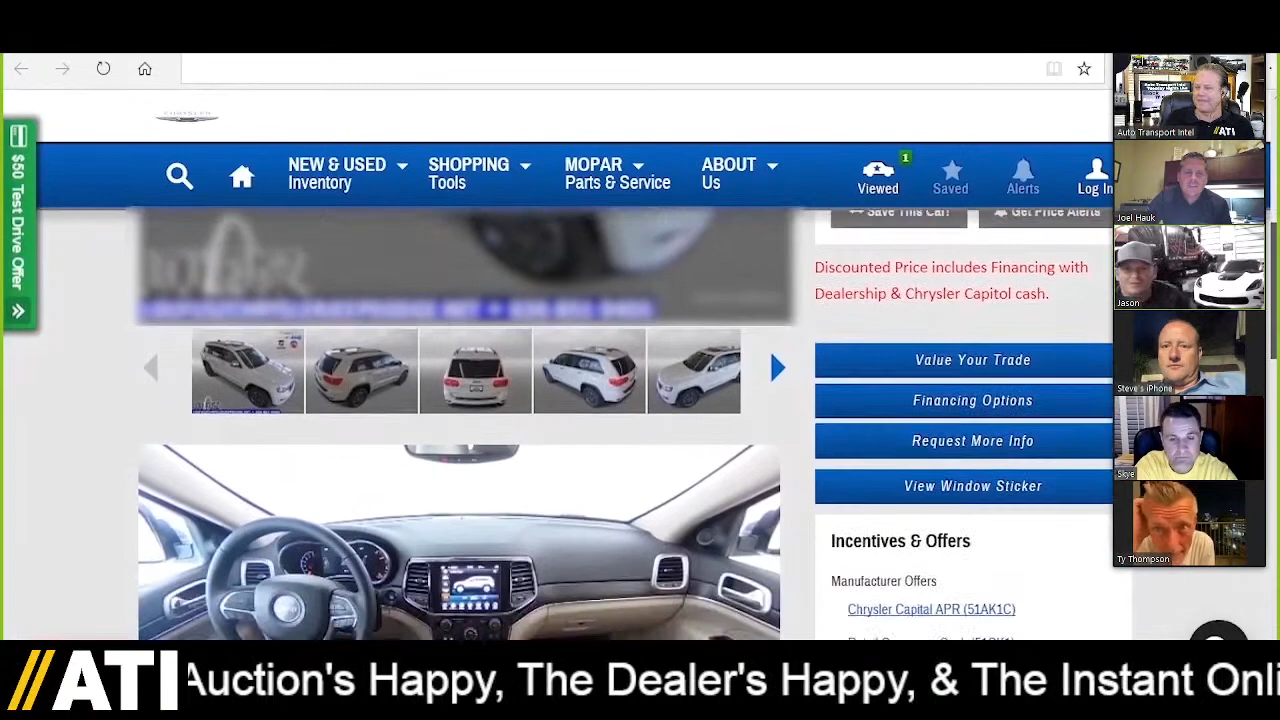 CHRYSLER
NEW & USED
Inventory
SHOPPING
Tools
MOPAR
Parts & Service
ABOUT
Us
1
Viewed
Saved
Alerts
Log In
$50 Test Drive Offer
Save This Car!
Get Price Alerts
Discounted Price includes Financing with
Dealership & Chrysler Capitol cash.
Value Your Trade
Financing Options
Request More Info
View Window Sticker
Incentives & Offers
Manufacturer Offers
Chrysler Capital APR (51AK1C)
Auto Transport Intel
Joel Hauk
Jason
Steve's iPhone
Skye
Ty Thompson
//ATI
//ATI
Auction's Happy, The Dealer's Happy, & The Instant Onli